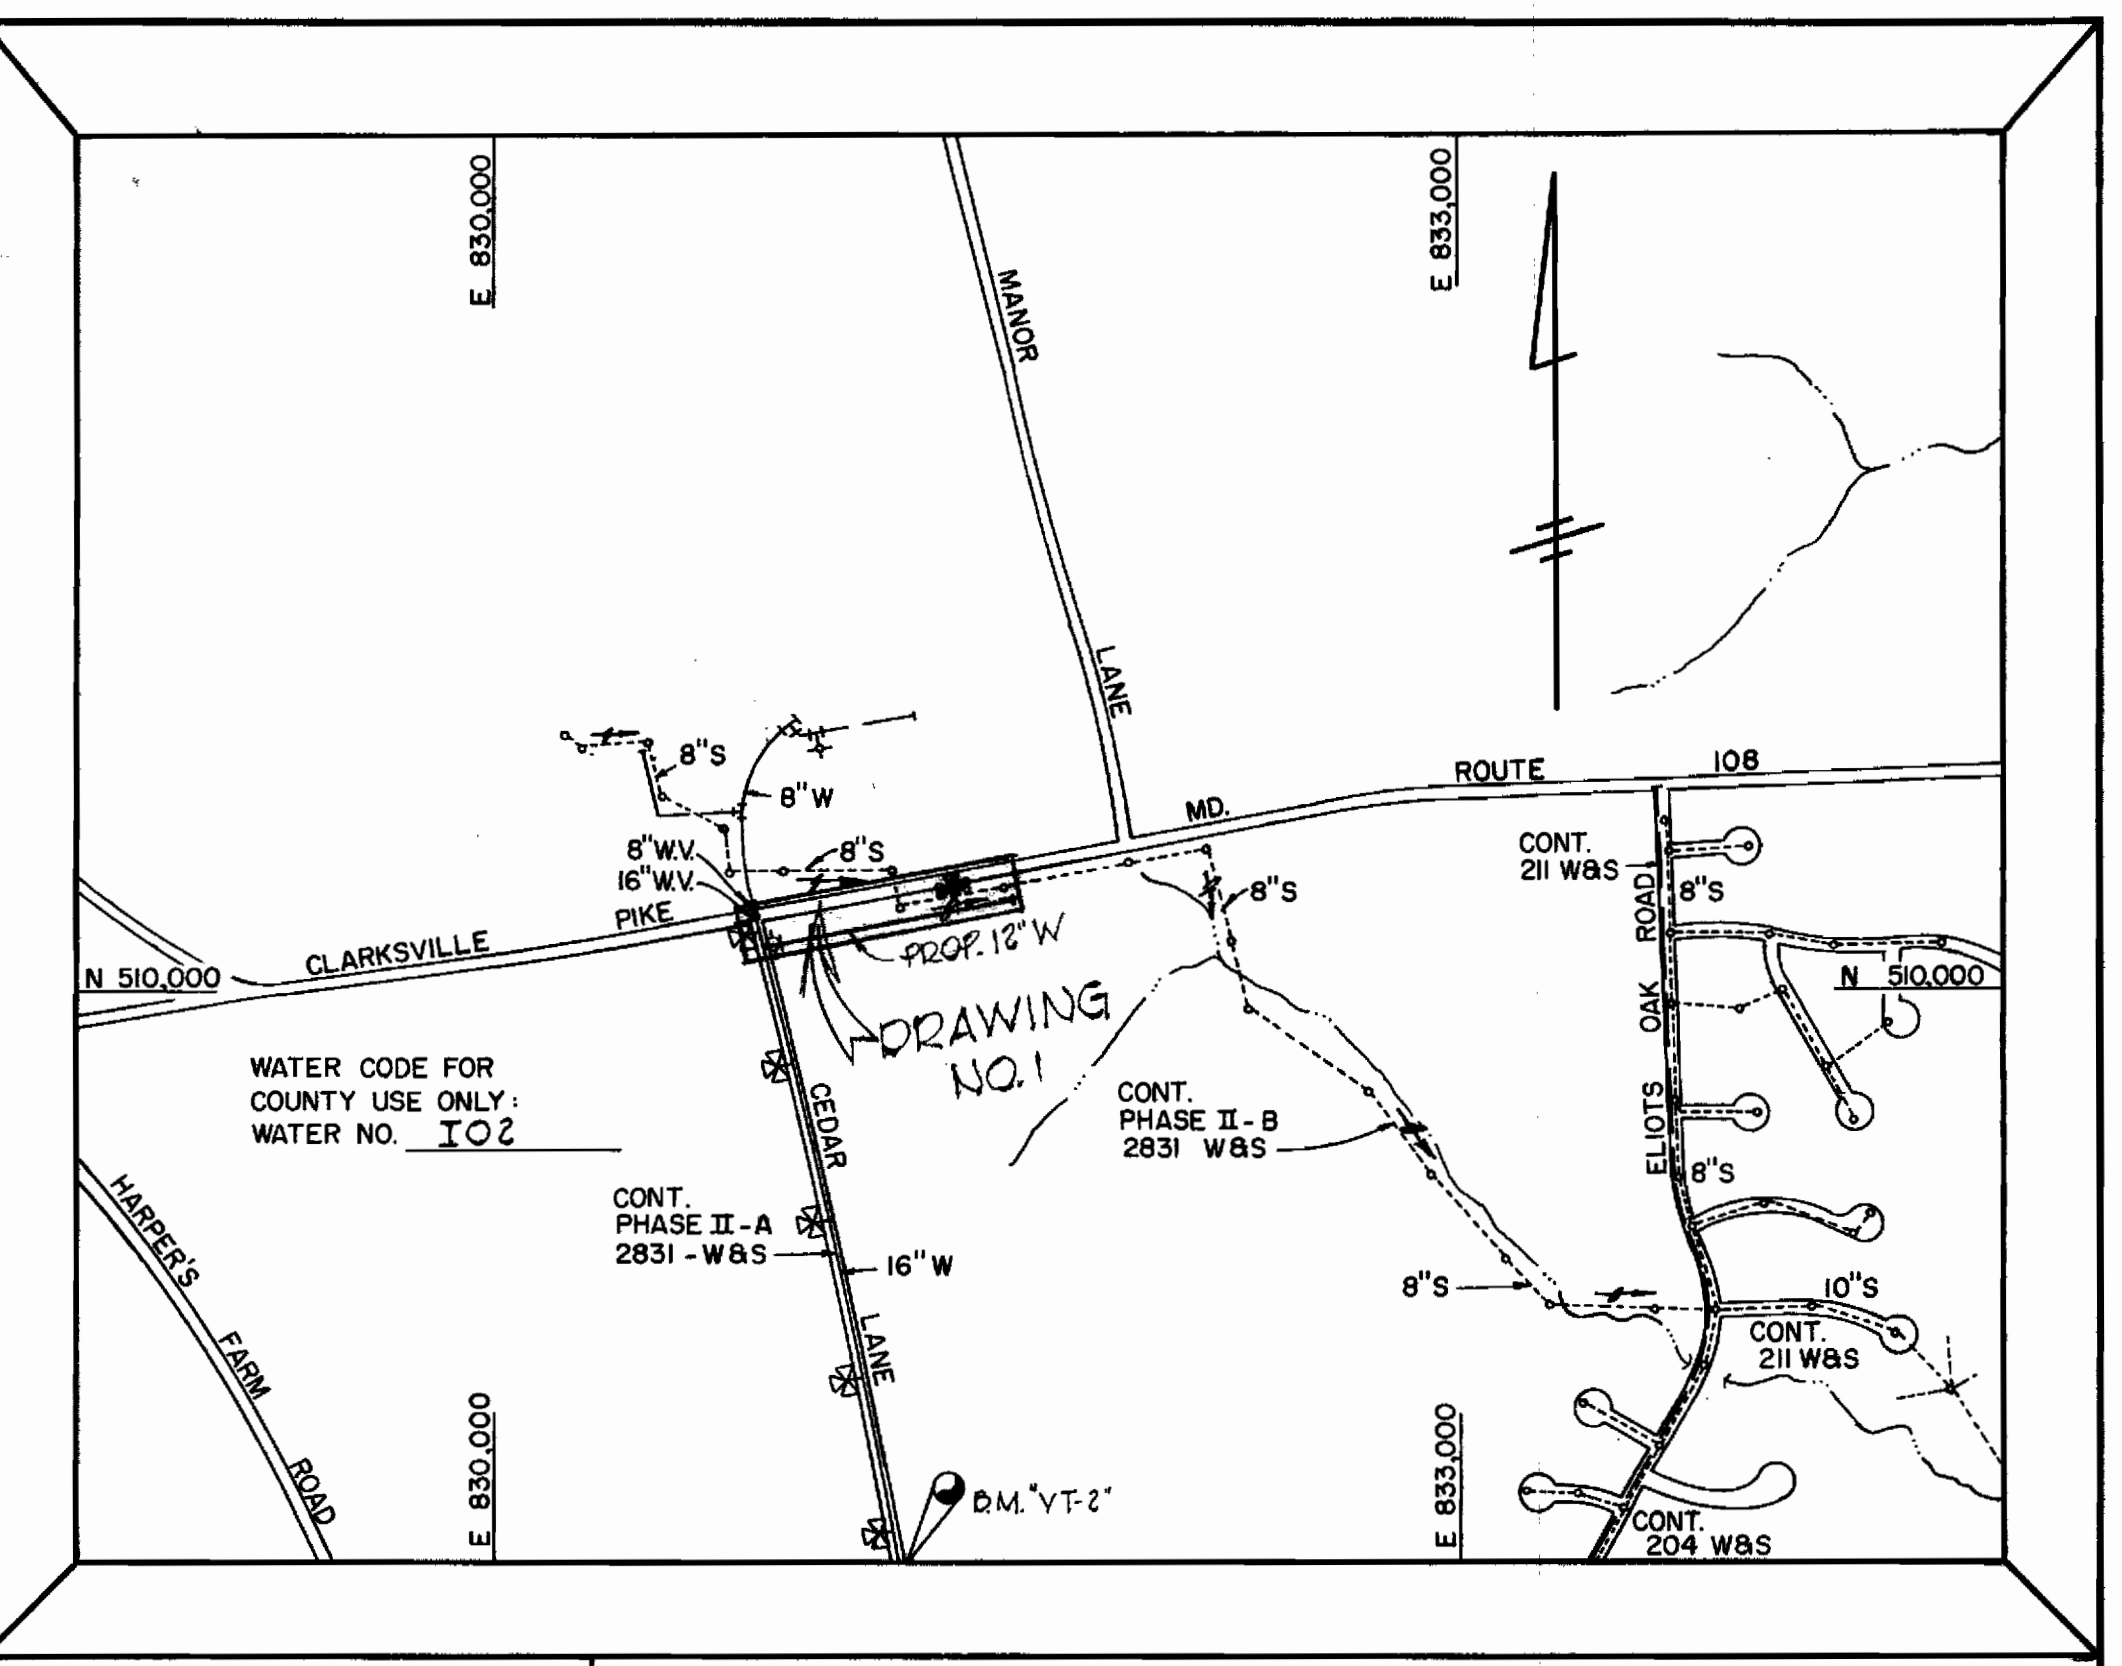 E 830,000
E 833,000
MANOR
LANE
8"S
8"W
ROUTE 108
MD.
8"W.V.
16"W.V.
8"S
CONT.
211 W&S
8"S
8"S
PIKE
CLARKSVILLE
PROP. 12" W
ROAD
N 510,000
N 510,000
DRAWING
NO. 1
OAK
WATER CODE FOR
COUNTY USE ONLY:
WATER NO. I02
CEDAR
CONT.
PHASE II-B
2831 W&S
ELIOTS
8"S
HARPER'S
CONT.
PHASE II-A
2831-W&S
16"W
8"S
10"S
CONT.
211 W&S
FARM
LANE
E 830,000
E 833,000
ROAD
B.M. "VT-2"
CONT.
204 W&S